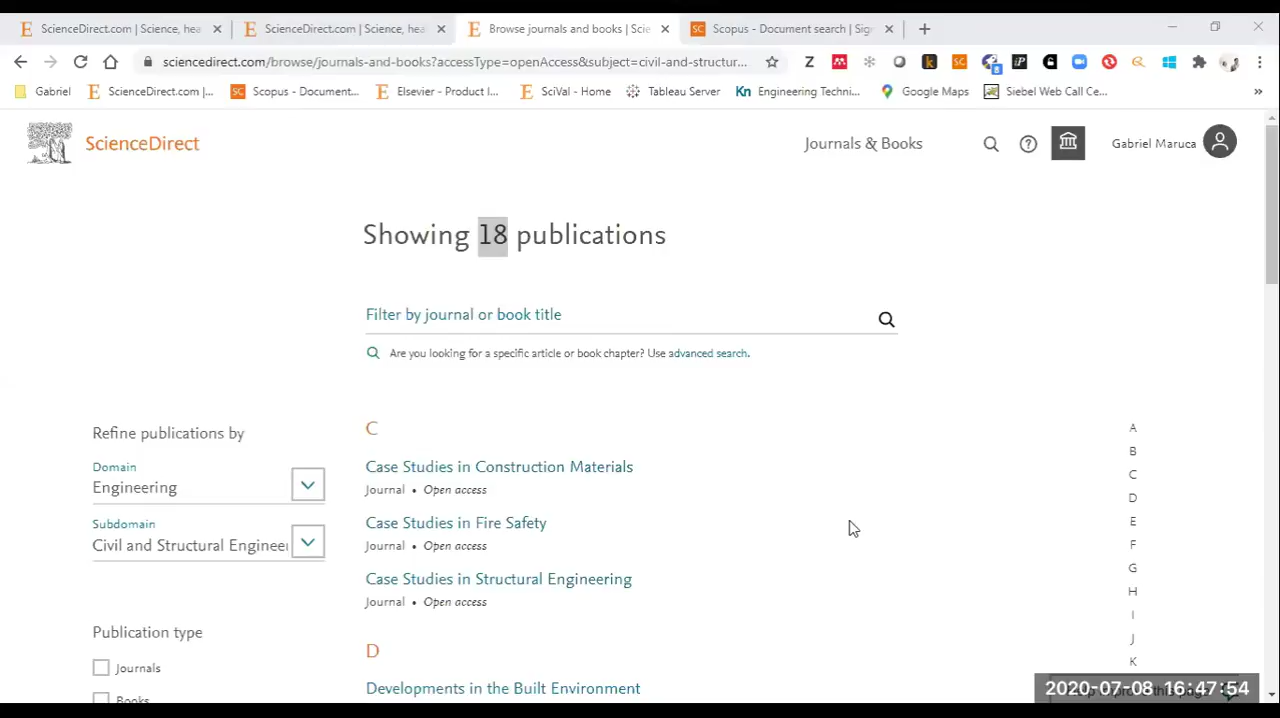 ScienceDirect.com | Science, hea
ScienceDirect.com | Science, hea
Browse journals and books | Scie
Scopus - Document search | Sig
sciencedirect.com/browse/journals-and-books?accessType=openAccess&subject=civil-and-structur...
Gabriel
ScienceDirect.com |...
Scopus - Document...
Elsevier - Product I...
SciVal - Home
Tableau Server
Engineering Techni...
Google Maps
Siebel Web Call Ce...
ScienceDirect
Journals & Books
Gabriel Maruca
Showing 18 publications
Filter by journal or book title
Are you looking for a specific article or book chapter? Use advanced search.
Refine publications by
Domain
Engineering
Subdomain
Civil and Structural Engineer
Publication type
Journals
Books
C
Case Studies in Construction Materials
Journal • Open access
Case Studies in Fire Safety
Journal • Open access
Case Studies in Structural Engineering
Journal • Open access
D
Developments in the Built Environment
A
B
C
D
E
F
G
H
I
J
K
2020-07-08 16:47:54